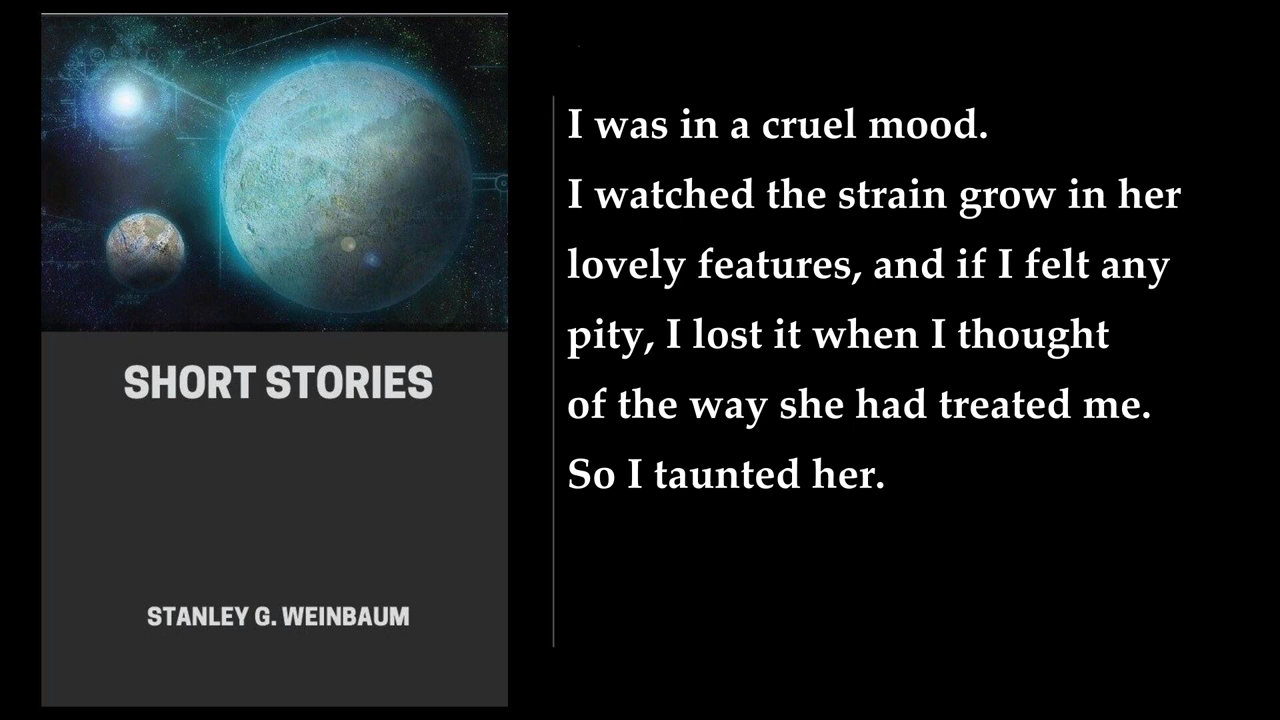 SHORT STORIES
STANLEY G. WEINBAUM
I was in a cruel mood.
I watched the strain grow in her
lovely features, and if I felt any
pity, I lost it when I thought
of the way she had treated me.
So I taunted her.